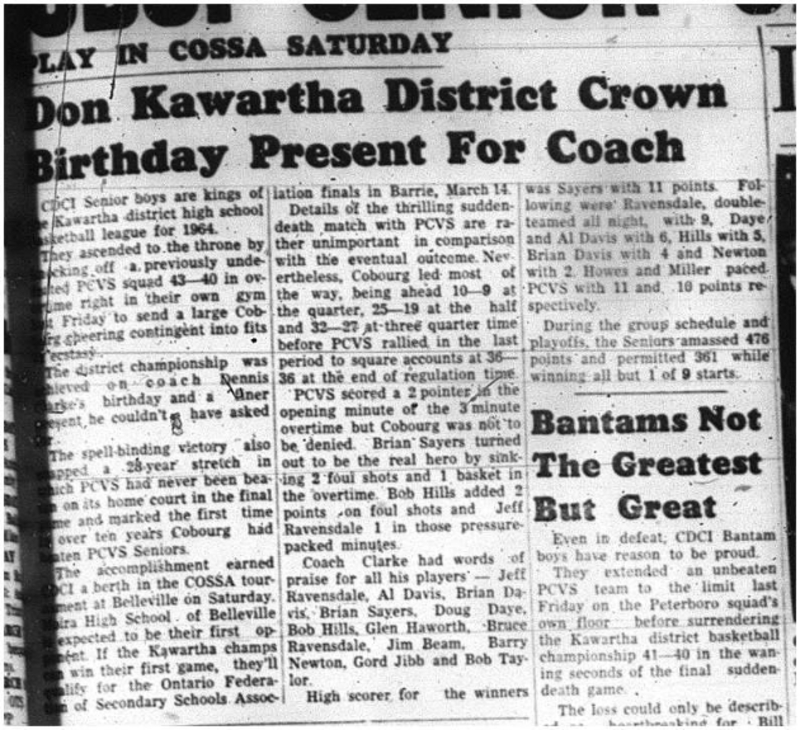 PLAY IN COSSA SATURDAY
Don Kawartha District Crown
Birthday Present For Coach
CDCI Senior boys are kings of
Kawartha district high school
basketball league for 1964.
They ascended to the throne by
off a previously unde-
PCVS squad 43—40 in ov-
right in their own gym
Friday to send a large Cob-
cheering contingent into fits
ecstasy.
The district championship was
on coach Dennis
birthday and a finer
he couldn't have asked
The spell-binding victory also
a 28-year stretch in
which PCVS had never been bea-
on its home court in the final
and marked the first time
over ten years Cobourg had
PCVS Seniors.
The accomplishment earned
a berth in the COSSA tour-
at Belleville on Saturday.
High School of Belleville
expected to be their first op-
If the Kawartha champs
win their first game, they'll
for the Ontario Federa-
of Secondary Schools Assoc-
iation finals in Barrie, March 14.
Details of the thrilling sudden-
death match with PCVS are ra-
ther unimportant in comparison
with the eventual outcome. Nev-
ertheless, Cobourg led most of
the way, being ahead 10—9 at
the quarter, 25—19 at the half
and 32—27 at three quarter time
before PCVS rallied in the last
period to square accounts at 36—
36 at the end of regulation time.
PCVS scored a 2 pointer in the
opening minute of the 3 minute
overtime but Cobourg was not to
be denied. Brian Sayers turned
out to be the real hero by sink-
ing 2 foul shots and 1 basket in
the overtime. Bob Hills added 2
points on foul shots and Jeff
Ravensdale 1 in those pressure-
packed minutes.
Coach Clarke had words of
praise for all his players — Jeff
Ravensdale, Al Davis, Brian Da-
vis, Brian Sayers, Doug Daye,
Bob Hills, Glen Haworth, Bruce
Ravensdale, Jim Beam, Barry
Newton, Gord Jibb and Bob Tay-
lor.
High scorer for the winners
was Sayers with 11 points. Fol-
lowing were Ravensdale, double-
teamed all night, with 9, Daye
and Al Davis with 6, Hills with 5,
Brian Davis with 4 and Newton
with 2. Howes and Miller paced
PCVS with 11 and 10 points re-
spectively.
During the group schedule and
playoffs, the Seniors amassed 476
points and permitted 361 while
winning all but 1 of 9 starts.
Bantams Not
The Greatest
But Great
Even in defeat, CDCI Bantam
boys have reason to be proud.
They extended an unbeaten
PCVS team to the limit last
Friday on the Peterboro squad's
own floor before surrendering
the Kawartha district basketball
championship 41—40 in the wan-
ing seconds of the final sudden-
death game.
The loss could only be describ-
heartbreaking for Bill